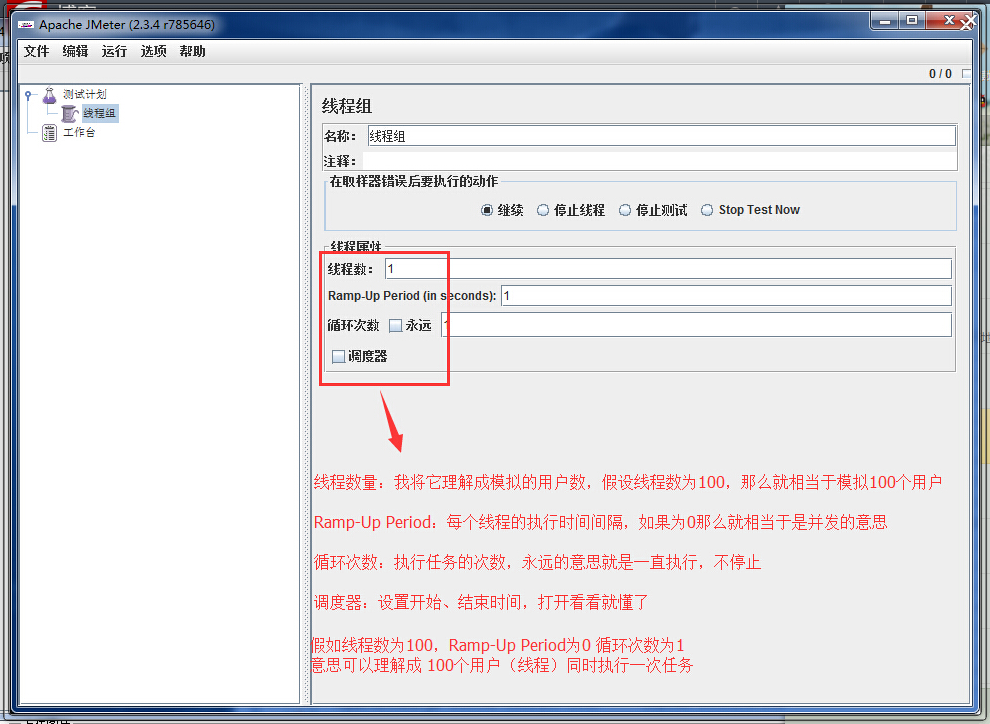 Apache JMeter (2.3.4 r785646)
文件 编辑 运行 选项 帮助
0 / 0
测试计划
线程组
工作台
线程组
名称： 线程组
注释：
在取样器错误后要执行的动作
继续 停止线程 停止测试 Stop Test Now
线程属性
线程数： 1
Ramp-Up Period (in seconds): 1
循环次数 永远 1
调度器
线程数量：我将它理解成模拟的用户数，假设线程数为100，那么就相当于模拟100个用户
Ramp-Up Period：每个线程的执行时间间隔，如果为0那么就相当于是并发的意思
循环次数：执行任务的次数，永远的意思就是一直执行，不停止
调度器：设置开始、结束时间，打开看看就懂了
假如线程数为100，Ramp-Up Period为0 循环次数为1
意思可以理解成 100个用户（线程）同时执行一次任务